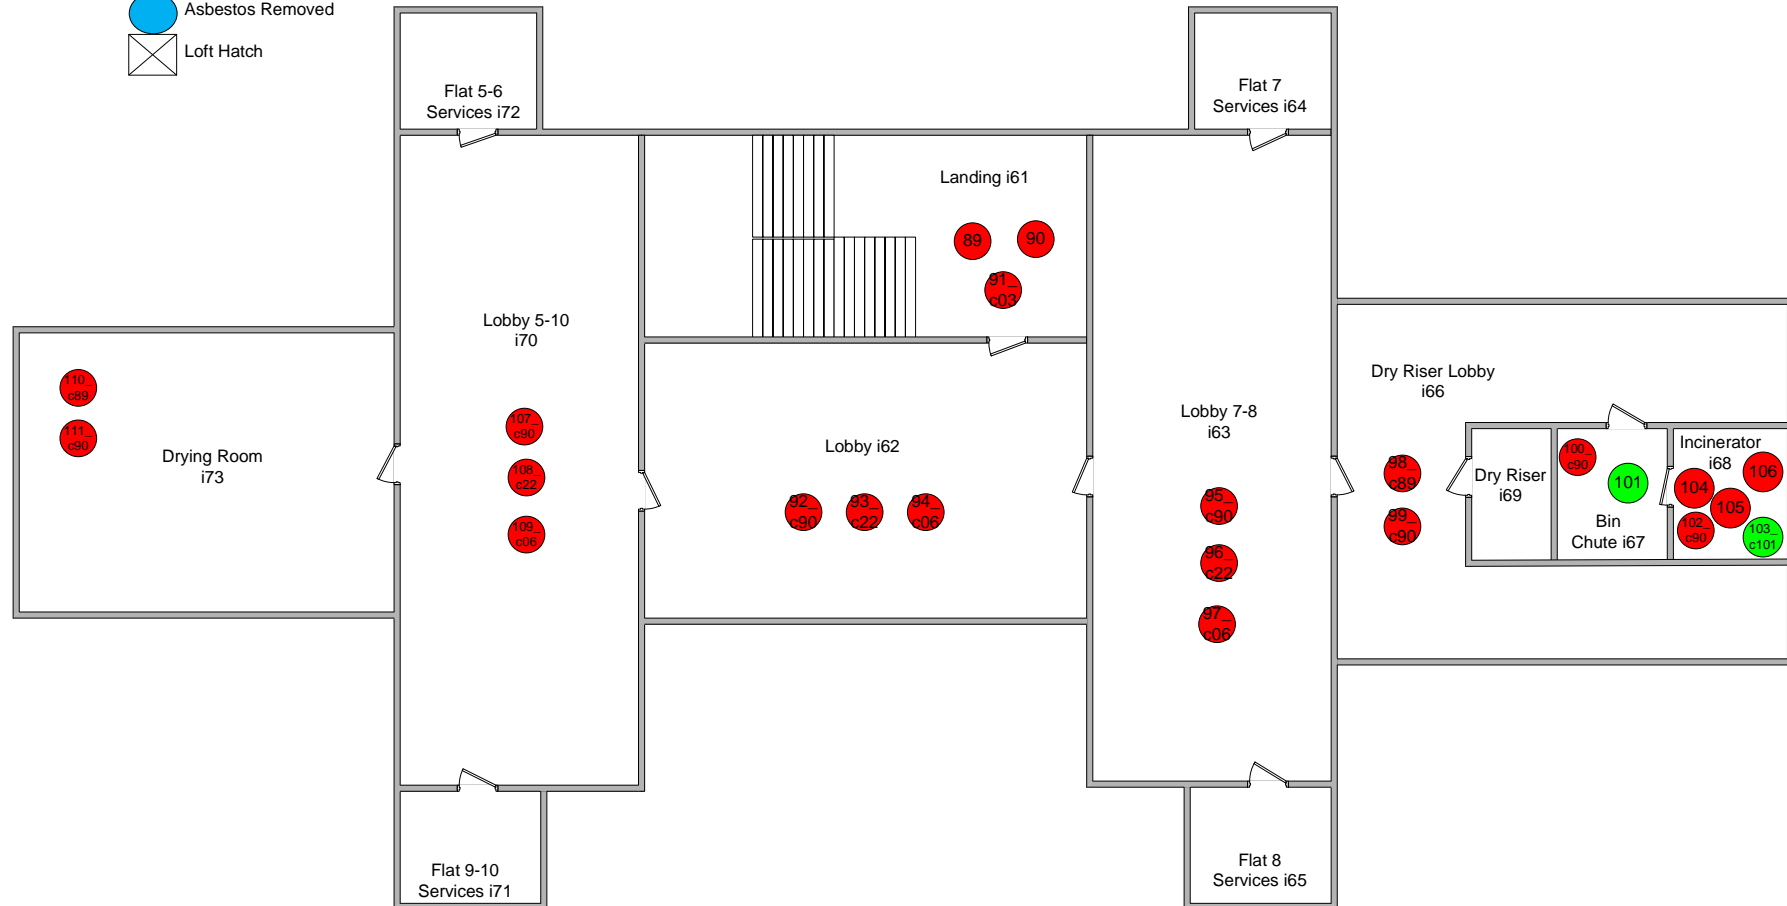 Asbestos Removed
Loft Hatch
Flat 5-6
Services i72
Flat 7
Services i64
Landing i61
89
90
91_
c03
Lobby 5-10
i70
Dry Riser Lobby
i66
110_
c89
111_
c90
Drying Room
i73
107_
c90
108_
c22
109_
c06
Lobby i62
92_
c90
93_
c22
94_
c06
Lobby 7-8
i63
95_
c90
96_
c22
97_
c06
98_
c89
99_
c90
Dry Riser
i69
100_
c90
101
Bin
Chute i67
Incinerator
i68
104
106
105
102_
c90
103_
c101
Flat 9-10
Services i71
Flat 8
Services i65